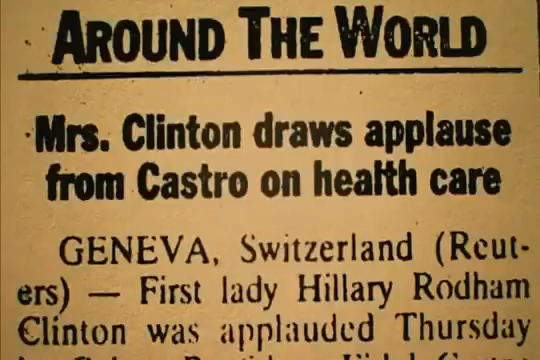 AROUND THE WORLD
Mrs. Clinton draws applause
from Castro on health care
GENEVA, Switzerland (Reut-
ers) — First lady Hillary Rodham
Clinton was applauded Thursday